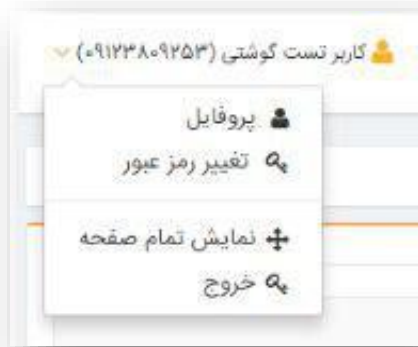 کاربر تست گوشتی (۰۹۱۲۳۸۰۹۲۵۳)
پروفایل
تغییر رمز عبور
نمایش تمام صفحه
خروج